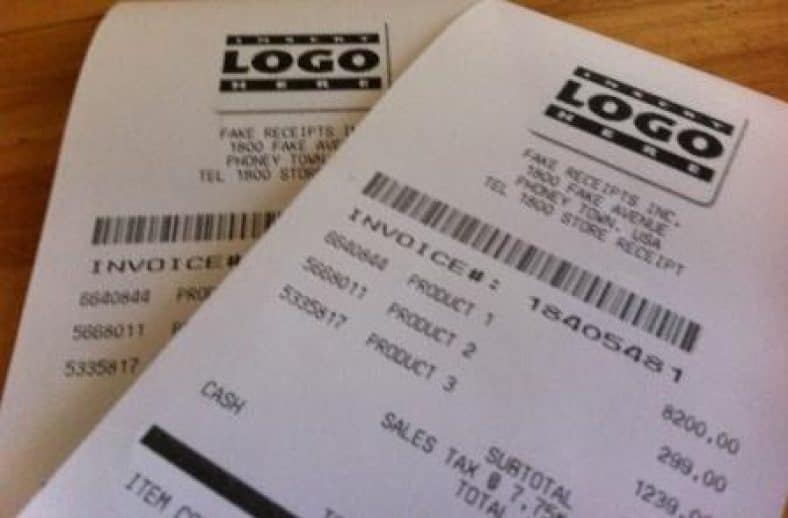 INSERT
LOGO
HERE
FAKE RECEIPTS
1800 FAKE
PHONEY TOWN
TEL 1800 STORE
INVOICE#
6640844
5668011
5335817
INSERT
LOGO
HERE
FAKE RECEIPTS INC.
1800 FAKE AVENUE
PHONEY TOWN, USA
TEL 1800 STORE RECEIPT
INVOICE#: 18405481
6640844 PRODUCT 1 8200.00
5668011 PRODUCT 2 299.00
5335817 PRODUCT 3 1239.00
SUBTOTAL
SALES TAX @ 7.75%
CASH TOTAL
ITEM